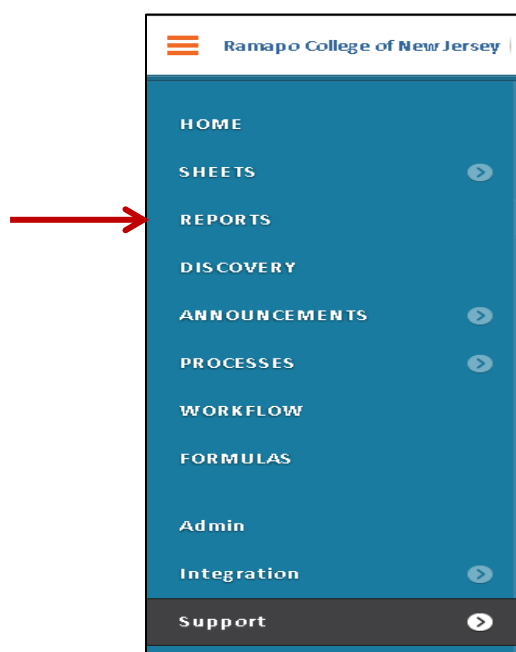 Ramapo College of New Jersey
HOME
SHEETS
REPORTS
DISCOVERY
ANNOUNCEMENTS
PROCESSES
WORKFLOW
FORMULAS
Admin
Integration
Support